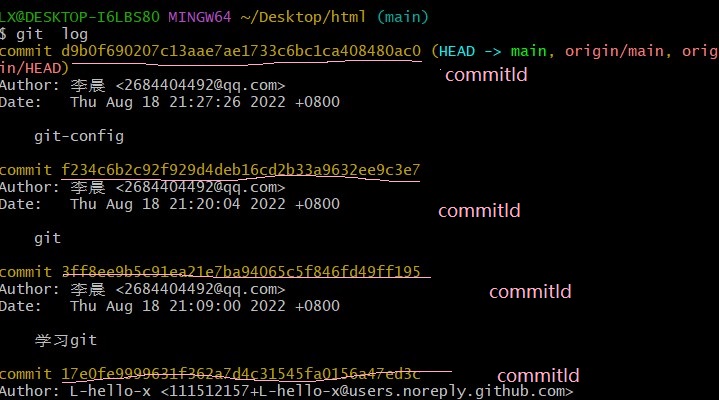 LX@DESKTOP-I6LBS8O MINGW64 ~/Desktop/html (main)
$ git  log
commit d9b0f690207c13aae7ae1733c6bc1ca408480ac0 (HEAD -> main, origin/main, orig
in/HEAD)
commitId
Author: 李晨 <2684404492@qq.com>
Date:   Thu Aug 18 21:27:26 2022 +0800
git-config
commit f234c6b2c92f929d4deb16cd2b33a9632ee9c3e7
Author: 李晨 <2684404492@qq.com>
Date:   Thu Aug 18 21:20:04 2022 +0800
commitId
git
commit 3ff8ee9b5c91ea21e7ba94065c5f846fd49ff195
commitId
Author: 李晨 <2684404492@qq.com>
Date:   Thu Aug 18 21:09:00 2022 +0800
学习git
commit 17e0fe9999631f362a7d4c31545fa0156a47ed3c
commitId
Author: L-hello-x <111512157+L-hello-x@users.noreply.github.com>